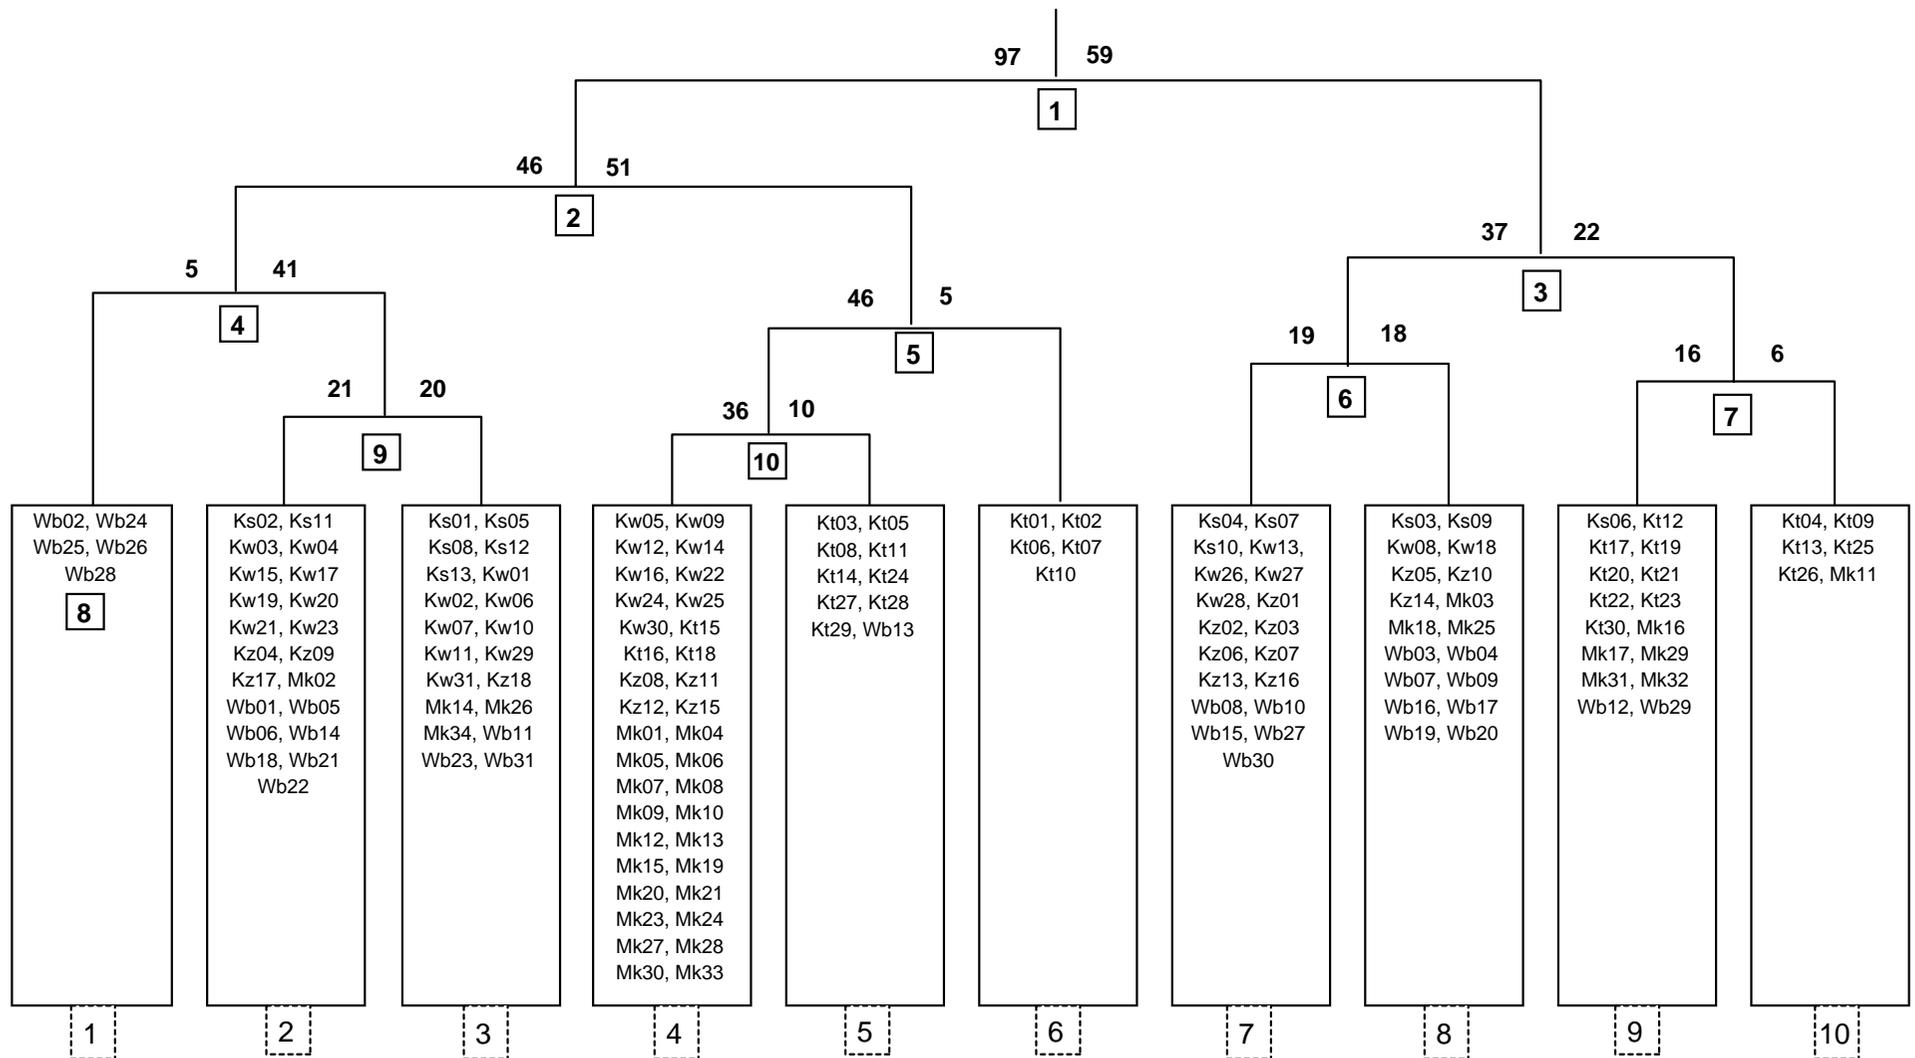 97 59
1
46 51
2
37 22
3
5 41
4
46 5
5
19 18
6
16 6
7
21 20
9
36 10
10
Wb02, Wb24
Wb25, Wb26
Wb28
8
Ks02, Ks11
Kw03, Kw04
Kw15, Kw17
Kw19, Kw20
Kw21, Kw23
Kz04, Kz09
Kz17, Mk02
Wb01, Wb05
Wb06, Wb14
Wb18, Wb21
Wb22
Ks01, Ks05
Ks08, Ks12
Ks13, Kw01
Kw02, Kw06
Kw07, Kw10
Kw11, Kw29
Kw31, Kz18
Mk14, Mk26
Mk34, Wb11
Wb23, Wb31
Kw05, Kw09
Kw12, Kw14
Kw16, Kw22
Kw24, Kw25
Kw30, Kt15
Kt16, Kt18
Kz08, Kz11
Kz12, Kz15
Mk01, Mk04
Mk05, Mk06
Mk07, Mk08
Mk09, Mk10
Mk12, Mk13
Mk15, Mk19
Mk20, Mk21
Mk23, Mk24
Mk27, Mk28
Mk30, Mk33
Kt03, Kt05
Kt08, Kt11
Kt14, Kt24
Kt27, Kt28
Kt29, Wb13
Kt01, Kt02
Kt06, Kt07
Kt10
Ks04, Ks07
Ks10, Kw13,
Kw26, Kw27
Kw28, Kz01
Kz02, Kz03
Kz06, Kz07
Kz13, Kz16
Wb08, Wb10
Wb15, Wb27
Wb30
Ks03, Ks09
Kw08, Kw18
Kz05, Kz10
Kz14, Mk03
Mk18, Mk25
Wb03, Wb04
Wb07, Wb09
Wb16, Wb17
Wb19, Wb20
Ks06, Kt12
Kt17, Kt19
Kt20, Kt21
Kt22, Kt23
Kt30, Mk16
Mk17, Mk29
Mk31, Mk32
Wb12, Wb29
Kt04, Kt09
Kt13, Kt25
Kt26, Mk11
1 2 3 4 5 6 7 8 9 10